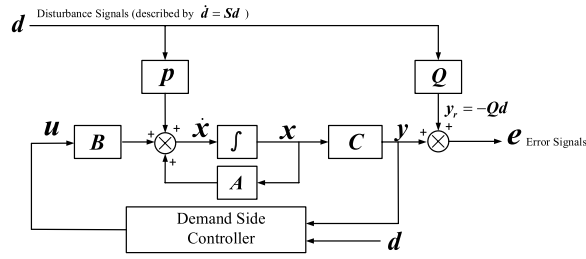 d Disturbance Signals (described by ḋ = Sd )
P Q
y_r = −Qd
u B + + ẋ ∫ x C y + + e Error Signals
+
A
Demand Side
Controller
d